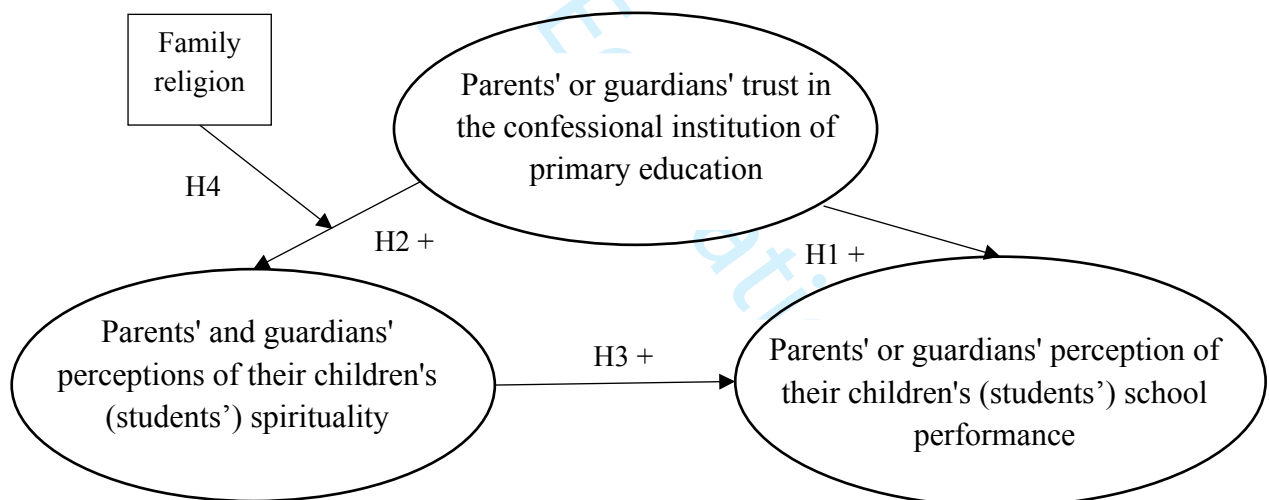 Family
religion
Parents' or guardians' trust in
the confessional institution of
primary education
H4
H2 +
H1 +
Parents' and guardians'
perceptions of their children's
(students') spirituality
H3 +
Parents' or guardians' perception of
their children's (students’) school
performance